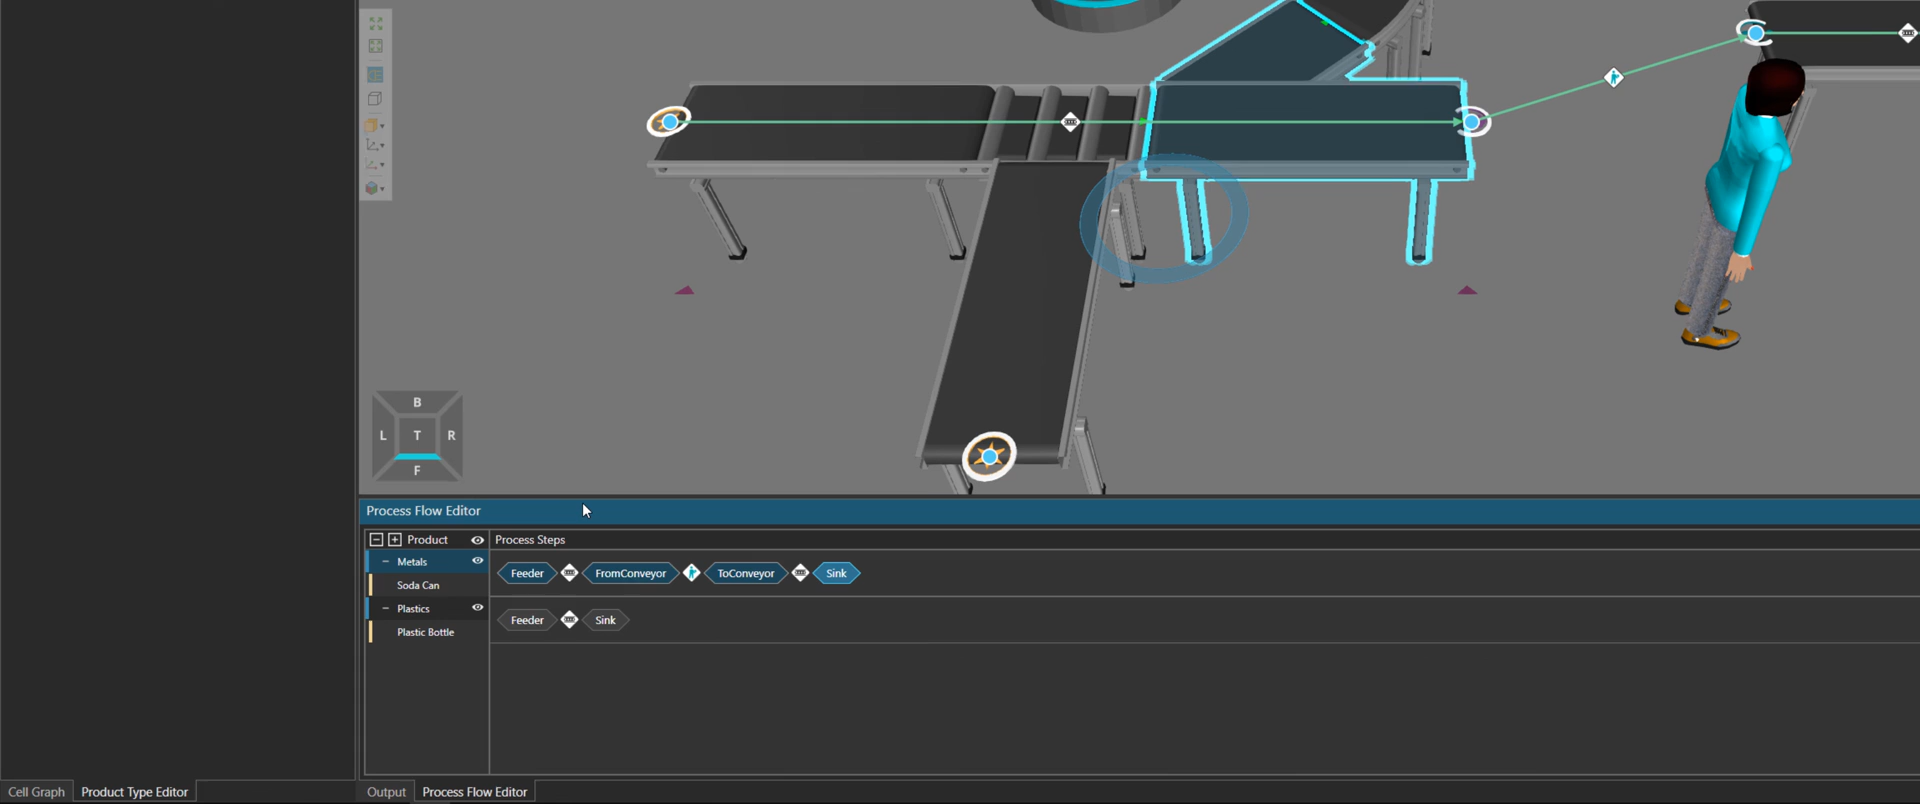 B
L T R
F
Process Flow Editor
Product Process Steps
Metals Feeder FromConveyor ToConveyor Sink
Soda Can
Plastics Feeder Sink
Plastic Bottle
Cell Graph Product Type Editor Output Process Flow Editor